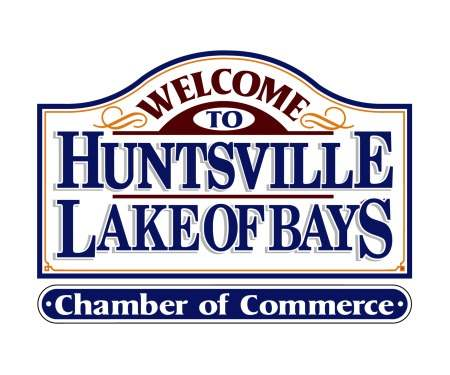 WELCOME
TO
HUNTSVILLE
LAKE OF BAYS
Chamber of Commerce